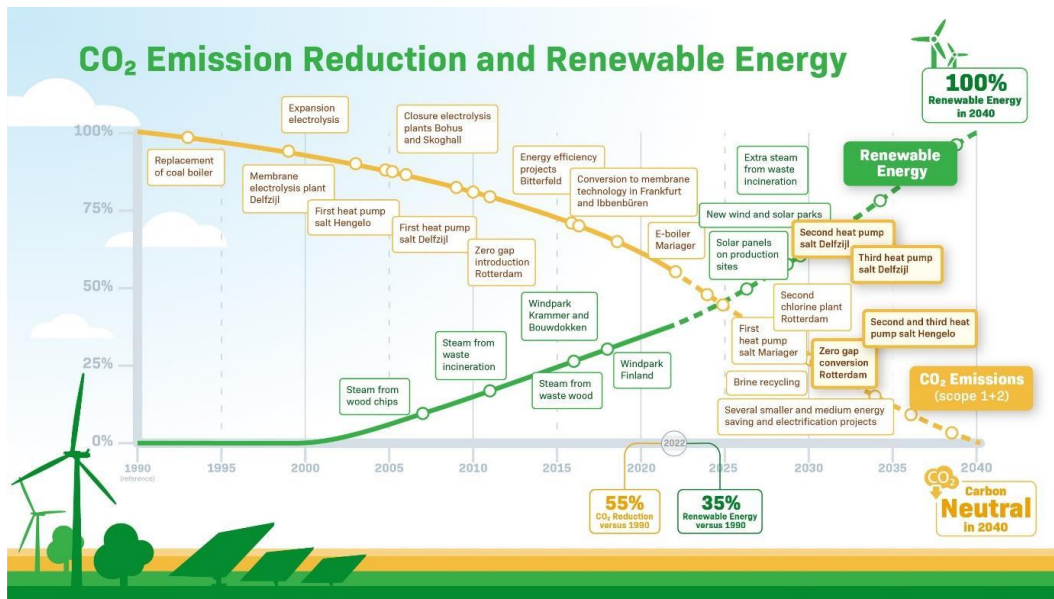 CO₂ Emission Reduction and Renewable Energy
100%
Renewable Energy
in 2040
100%
75%
50%
25%
0%
Replacement
of coal boiler
Expansion
electrolysis
Membrane
electrolysis plant
Delfzijl
First heat pump
salt Hengelo
Closure electrolysis
plants Bohus
and Skoghall
First heat pump
salt Delfzijl
Zero gap
introduction
Rotterdam
Energy efficiency
projects
Bitterfeld
Conversion to membrane
technology in Frankfurt
and Ibbenbüren
E-boiler
Mariager
Extra steam
from waste
incineration
New wind and solar parks
Solar panels
on production
sites
Renewable
Energy
Second heat pump
salt Delfzijl
Third heat pump
salt Delfzijl
Second
chlorine plant
Rotterdam
Second and third heat
pump salt Hengelo
First
heat pump
salt Mariager
Zero gap
conversion
Rotterdam
Brine recycling
Several smaller and medium energy
saving and electrification projects
CO₂ Emissions
(scope 1+2)
Steam from
wood chips
Steam from
waste
incineration
Windpark
Krammer and
Bouwdokken
Steam from
waste wood
Windpark
Finland
2022
1990
(reference)
1995
2000
2005
2010
2015
2020
2025
2030
2035
2040
55%
CO₂ Reduction
versus 1990
35%
Renewable Energy
versus 1990
CO₂
Carbon
Neutral
in 2040